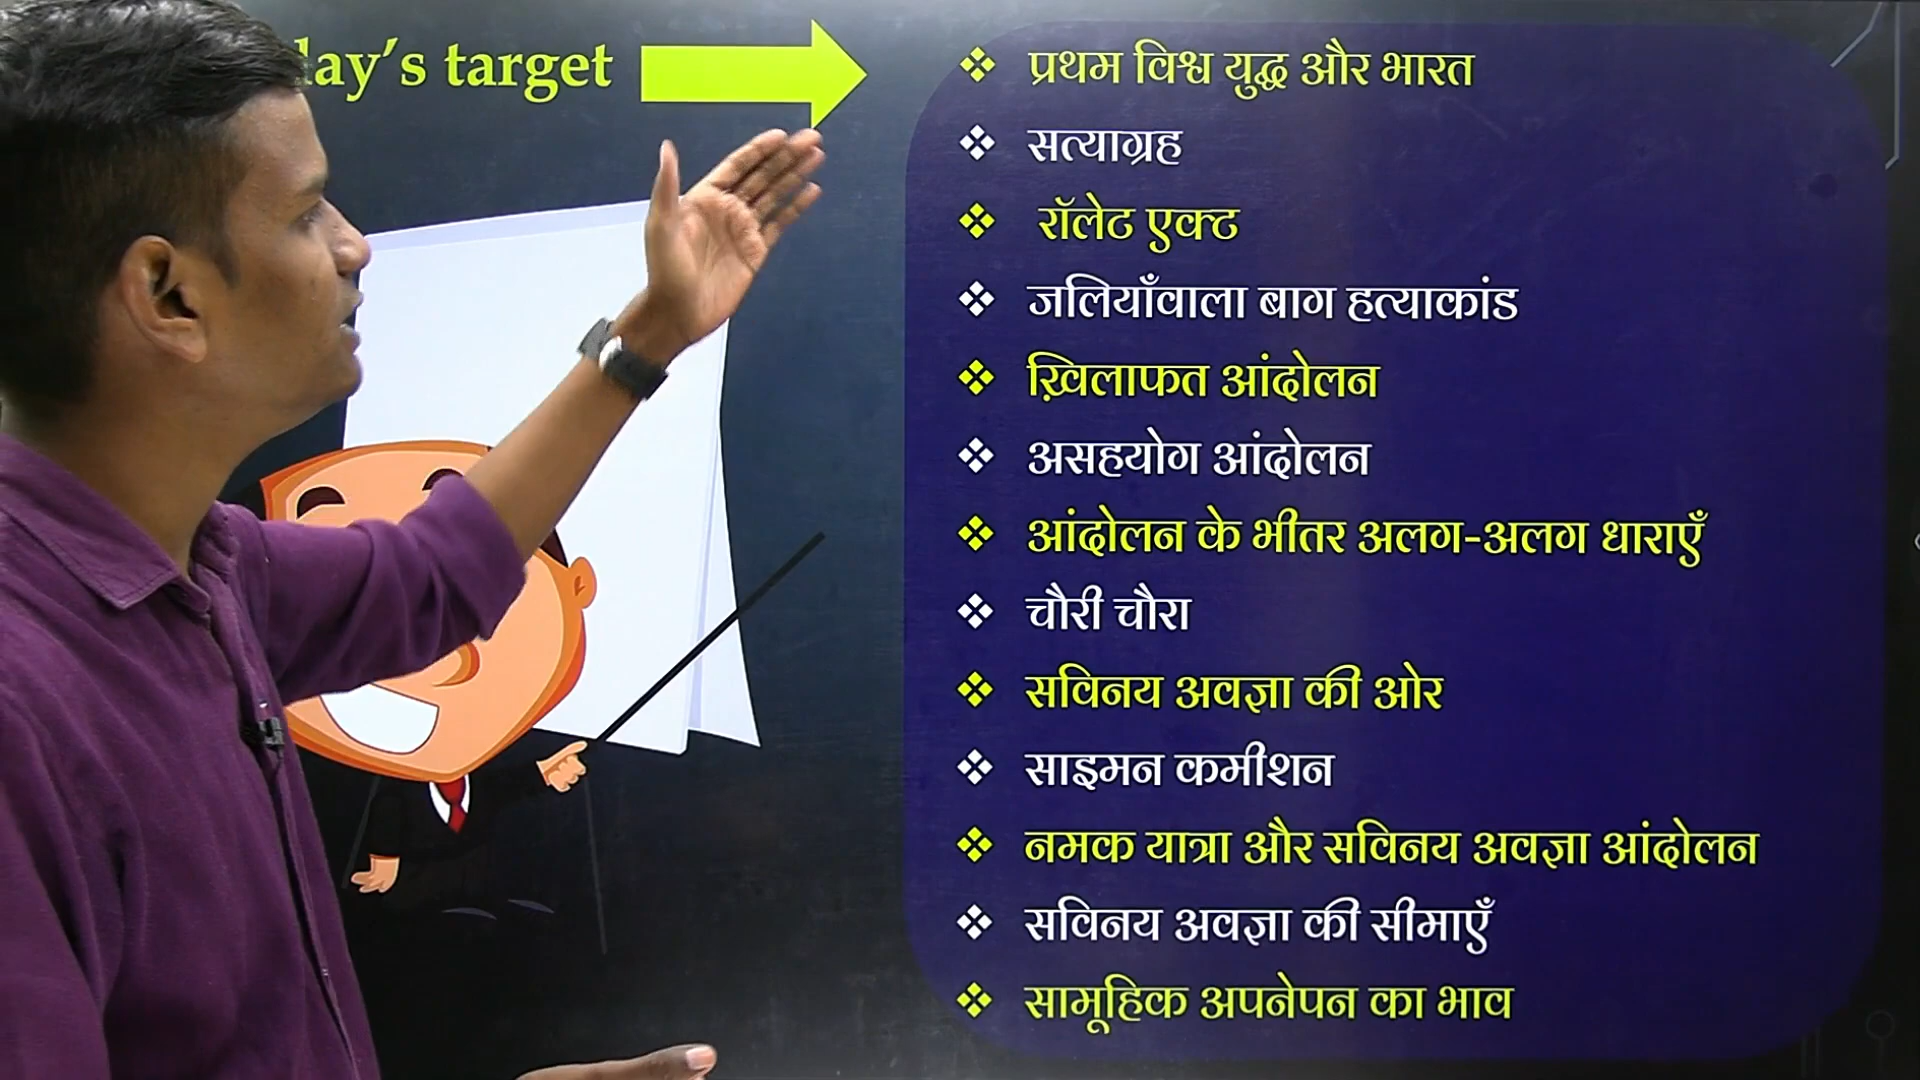 lay's target
प्रथम विश्व युद्ध और भारत
सत्याग्रह
रॉलेट एक्ट
जलियाँवाला बाग हत्याकांड
ख़िलाफत आंदोलन
असहयोग आंदोलन
आंदोलन के भीतर अलग-अलग धाराएँ
चौरी चौरा
सविनय अवज्ञा की ओर
साइमन कमीशन
नमक यात्रा और सविनय अवज्ञा आंदोलन
सविनय अवज्ञा की सीमाएँ
सामूहिक अपनेपन का भाव